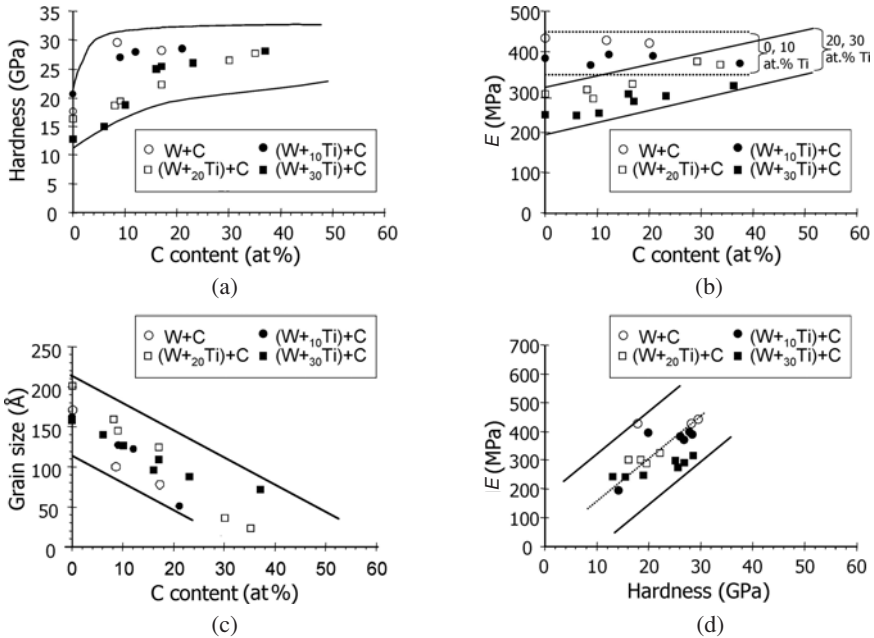 35
30
25
20
15
10
5
0
Hardness (GPa)
0 10 20 30 40 50 60
C content (at%)
W+C
(W+10Ti)+C
(W+20Ti)+C
(W+30Ti)+C
(a)
500
400
300
200
100
0
E (MPa)
0, 10
at.% Ti
20, 30
at.% Ti
W+C
(W+10Ti)+C
(W+20Ti)+C
(W+30Ti)+C
0 10 20 30 40 50 60
C content (at%)
(b)
W+C
(W+10Ti)+C
(W+20Ti)+C
(W+30Ti)+C
250
200
150
100
50
0
Grain size (Å)
0 10 20 30 40 50 60
C content (at%)
(c)
W+C
(W+10Ti)+C
(W+20Ti)+C
(W+30Ti)+C
700
600
500
400
300
200
100
0
E (MPa)
0 10 20 30 40 50 60
Hardness (GPa)
(d)